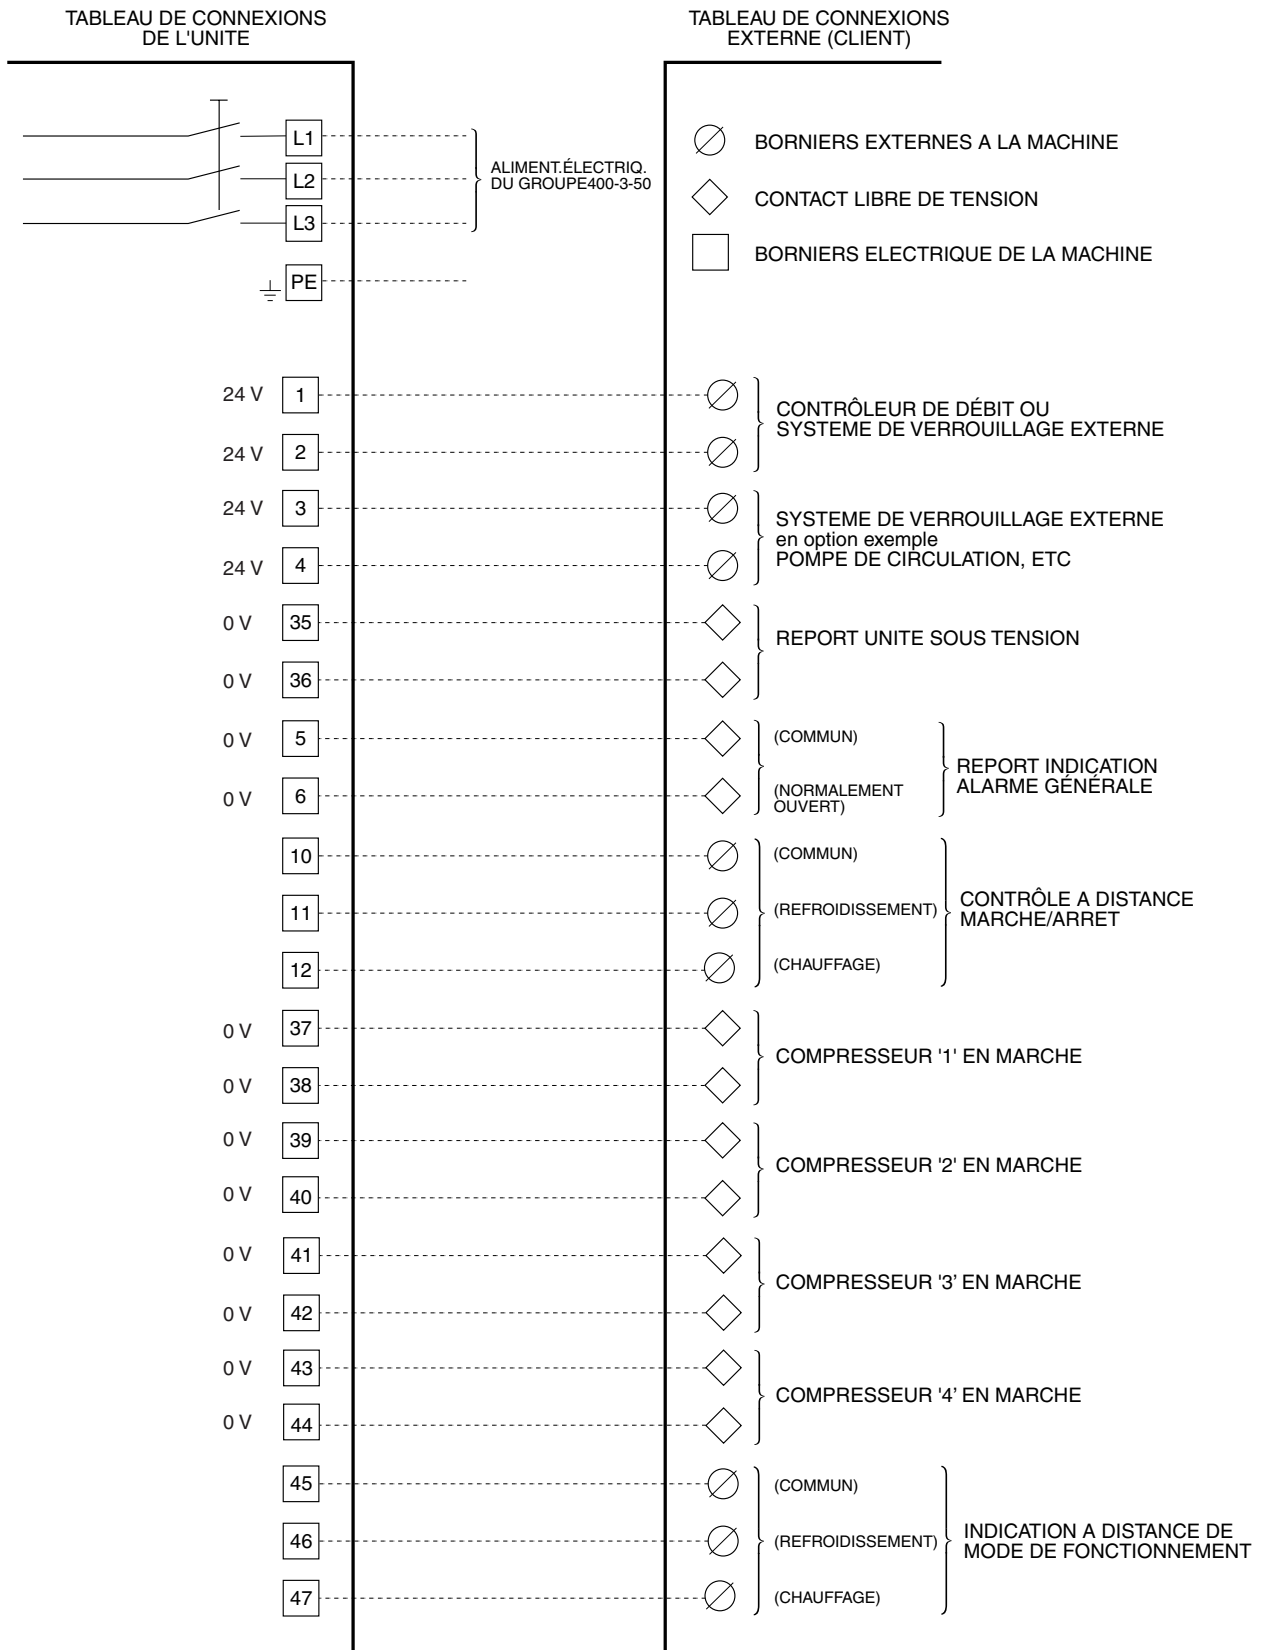 TABLEAU DE CONNEXIONS
DE L'UNITE
TABLEAU DE CONNEXIONS
EXTERNE (CLIENT)
L1
L2
L3
PE
ALIMENT.ÉLECTRIQ.
DU GROUPE400-3-50
BORNIERS EXTERNES A LA MACHINE
CONTACT LIBRE DE TENSION
BORNIERS ELECTRIQUE DE LA MACHINE
24 V 1
24 V 2
CONTRÔLEUR DE DÉBIT OU
SYSTEME DE VERROUILLAGE EXTERNE
24 V 3
24 V 4
SYSTEME DE VERROUILLAGE EXTERNE
en option exemple
POMPE DE CIRCULATION, ETC
0 V 35
0 V 36
REPORT UNITE SOUS TENSION
0 V 5 (COMMUN)
0 V 6 (NORMALEMENT
OUVERT)
REPORT INDICATION
ALARME GÉNÉRALE
10 (COMMUN)
11 (REFROIDISSEMENT)
12 (CHAUFFAGE)
CONTRÔLE A DISTANCE
MARCHE/ARRET
0 V 37
0 V 38
COMPRESSEUR '1' EN MARCHE
0 V 39
0 V 40
COMPRESSEUR '2' EN MARCHE
0 V 41
0 V 42
COMPRESSEUR '3’ EN MARCHE
0 V 43
0 V 44
COMPRESSEUR '4’ EN MARCHE
45 (COMMUN)
46 (REFROIDISSEMENT)
47 (CHAUFFAGE)
INDICATION A DISTANCE DE
MODE DE FONCTIONNEMENT